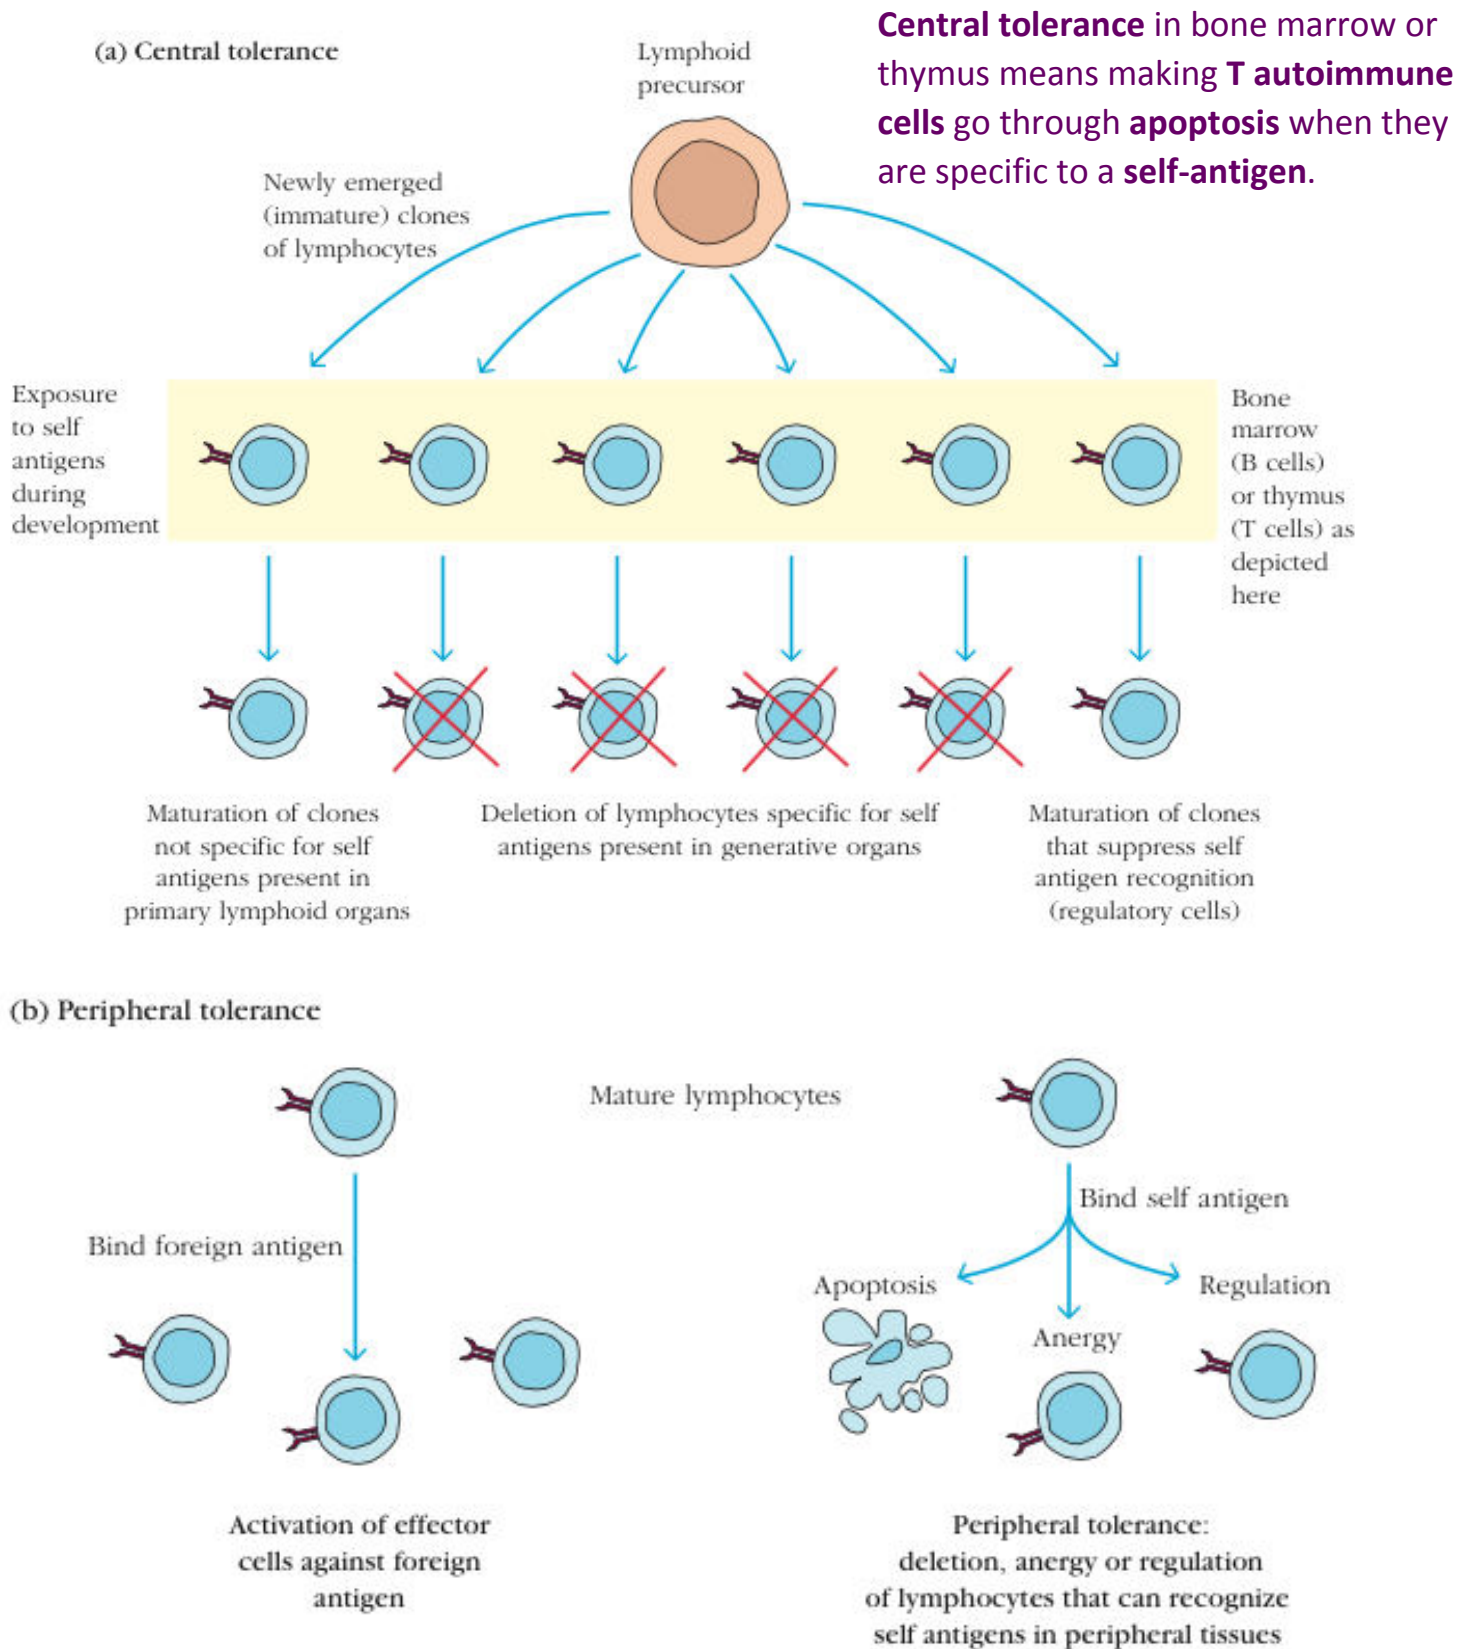 (a) Central tolerance
Lymphoid
precursor
Central tolerance in bone marrow or
thymus means making T autoimmune
cells go through apoptosis when they
are specific to a self-antigen.
Newly emerged
(immature) clones
of lymphocytes
Exposure
to self
antigens
during
development
Bone
marrow
(B cells)
or thymus
(T cells) as
depicted
here
Maturation of clones
not specific for self
antigens present in
primary lymphoid organs
Deletion of lymphocytes specific for self
antigens present in generative organs
Maturation of clones
that suppress self
antigen recognition
(regulatory cells)
(b) Peripheral tolerance
Mature lymphocytes
Bind foreign antigen
Bind self antigen
Apoptosis
Anergy
Regulation
Activation of effector
cells against foreign
antigen
Peripheral tolerance:
deletion, anergy or regulation
of lymphocytes that can recognize
self antigens in peripheral tissues